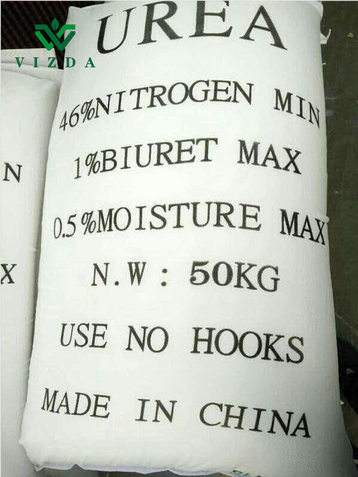 VIZDA
UREA
46%NITROGEN MIN
1%BIURET MAX
0.5%MOISTURE MAX
N.W : 50KG
USE NO HOOKS
MADE IN CHINA
N
X